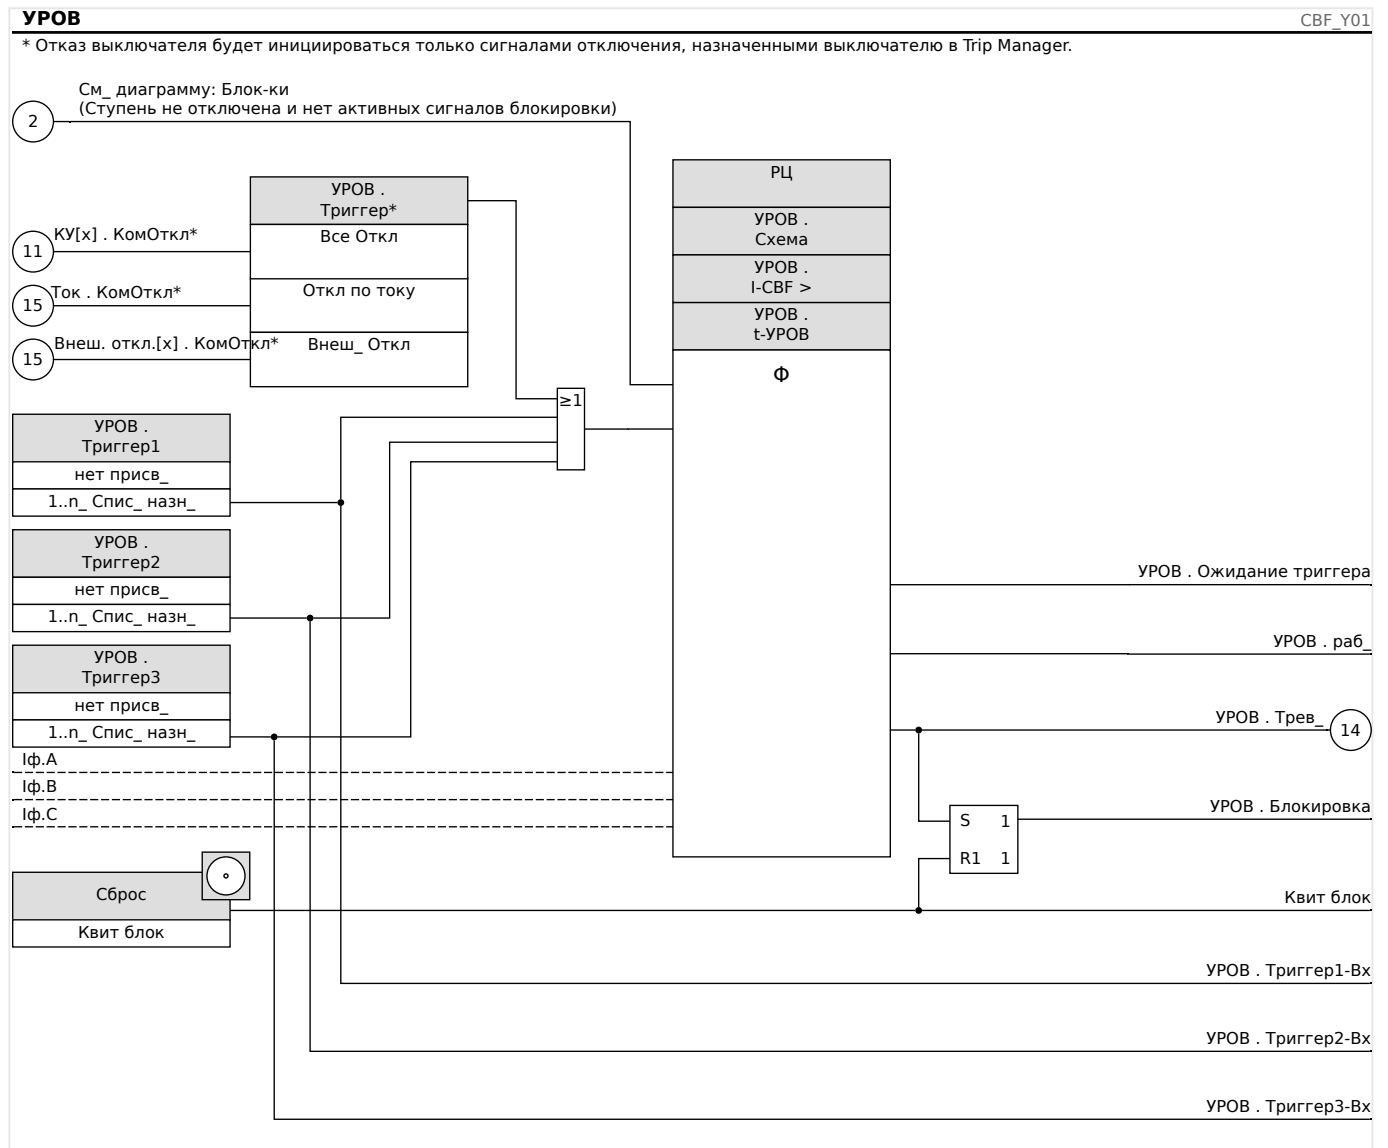 УРОВ
CBF_Y01
* Отказ выключателя будет инициироваться только сигналами отключения, назначенными выключателю в Trip Manager.
См_ диаграмму: Блок-ки
(Ступень не отключена и нет активных сигналов блокировки)
2
РЦ
УРОВ .
Схема
УРОВ .
I-CBF >
УРОВ .
t-УРОВ
Ф
УРОВ .
Триггер*
Все Откл
Откл по току
Внеш_ Откл
КУ[x] . КомОткл*
11
Ток . КомОткл*
15
Внеш. откл.[x] . КомОткл*
15
≥1
УРОВ .
Триггер1
нет присв_
1..n_ Спис_ назн_
УРОВ .
Триггер2
нет присв_
1..n_ Спис_ назн_
УРОВ .
Триггер3
нет присв_
1..n_ Спис_ назн_
Iф.A
Iф.B
Iф.C
УРОВ . Ожидание триггера
УРОВ . раб_
УРОВ . Трев_
14
УРОВ . Блокировка
S 1
R1 1
Сброс
Квит блок
Квит блок
УРОВ . Триггер1-Вх
УРОВ . Триггер2-Вх
УРОВ . Триггер3-Вх